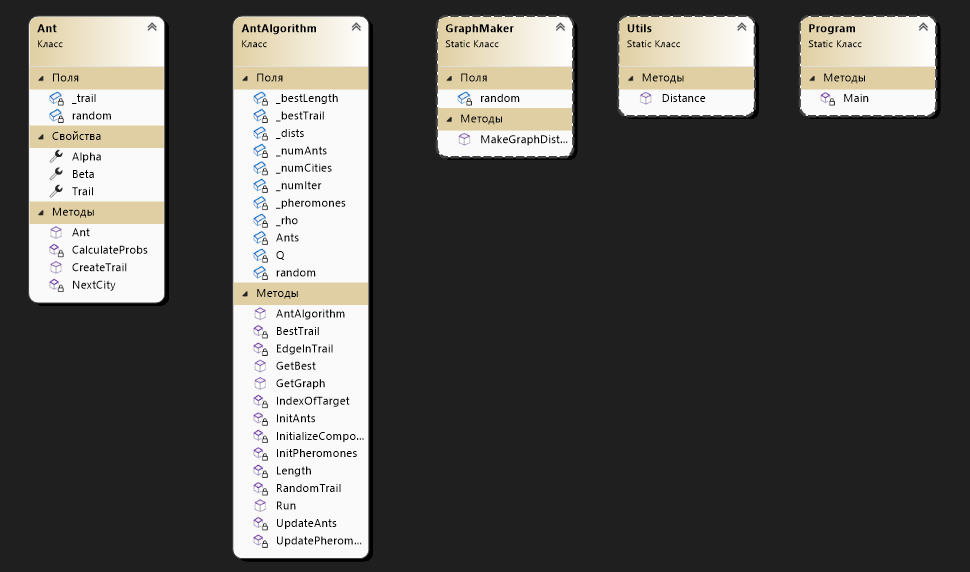 Ant
Класс
Поля
_trail
random
Свойства
Alpha
Beta
Trail
Методы
Ant
CalculateProbs
CreateTrail
NextCity
AntAlgorithm
Класс
Поля
_bestLength
_bestTrail
_dists
_numAnts
_numCities
_numIter
_pheromones
_rho
Ants
Q
random
Методы
AntAlgorithm
BestTrail
EdgeInTrail
GetBest
GetGraph
IndexOfTarget
InitAnts
InitializeCompo...
InitPheromones
Length
RandomTrail
Run
UpdateAnts
UpdatePherom...
GraphMaker
Static Класс
Поля
random
Методы
MakeGraphDist...
Utils
Static Класс
Методы
Distance
Program
Static Класс
Методы
Main